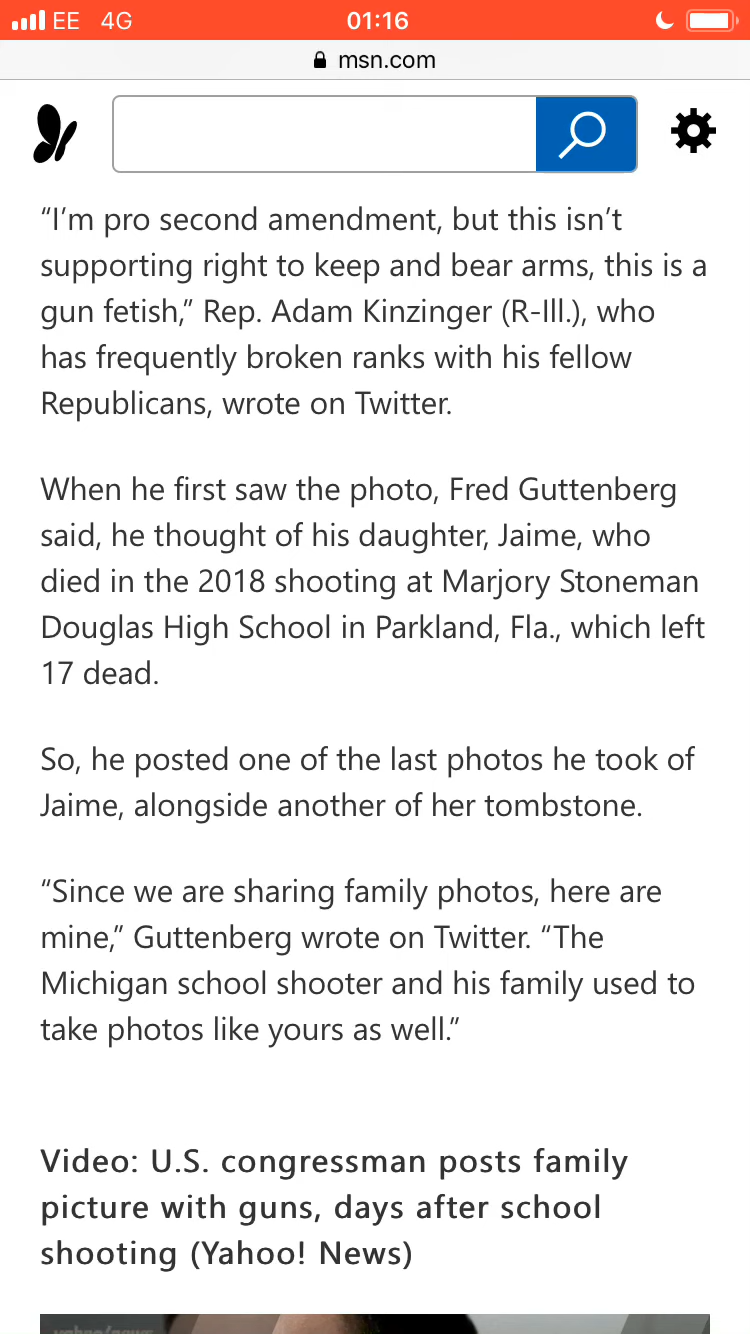 EE 4G 01:16
msn.com
“I’m pro second amendment, but this isn’t
supporting right to keep and bear arms, this is a
gun fetish,” Rep. Adam Kinzinger (R-Ill.), who
has frequently broken ranks with his fellow
Republicans, wrote on Twitter.
When he first saw the photo, Fred Guttenberg
said, he thought of his daughter, Jaime, who
died in the 2018 shooting at Marjory Stoneman
Douglas High School in Parkland, Fla., which left
17 dead.
So, he posted one of the last photos he took of
Jaime, alongside another of her tombstone.
“Since we are sharing family photos, here are
mine,” Guttenberg wrote on Twitter. “The
Michigan school shooter and his family used to
take photos like yours as well.”
Video: U.S. congressman posts family
picture with guns, days after school
shooting (Yahoo! News)